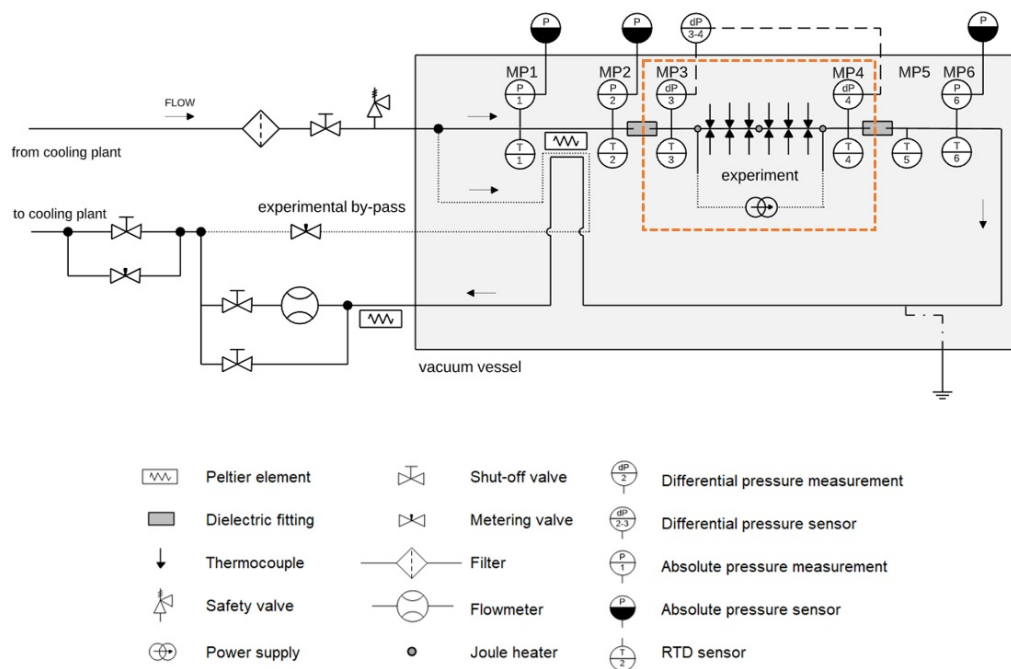 P
P
dP
3-4
P
MP1
MP2
MP3
MP4
MP5
MP6
P
1
P
2
dP
3
dP
4
P
6
FLOW
T
1
T
2
T
3
T
4
T
5
T
6
from cooling plant
experiment
to cooling plant
experimental by-pass
vacuum vessel
Peltier element
Shut-off valve
dP
2
Differential pressure measurement
Dielectric fitting
Metering valve
dP
2-3
Differential pressure sensor
Thermocouple
Filter
P
1
Absolute pressure measurement
Safety valve
Flowmeter
P
Absolute pressure sensor
Power supply
Joule heater
T
2
RTD sensor